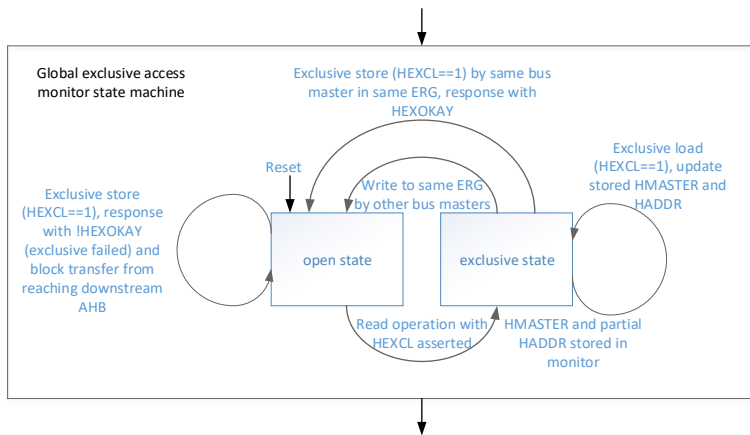 Global exclusive access
monitor state machine
Exclusive store (HEXCL==1) by same bus
master in same ERG, response with
HEXOKAY
Exclusive load
(HEXCL==1), update
stored HMASTER and
HADDR
Reset
Write to same ERG
by other bus masters
Exclusive store
(HEXCL==1), response
with !HEXOKAY
(exclusive failed) and
block transfer from
reaching downstream
AHB
open state
exclusive state
Read operation with
HEXCL asserted
HMASTER and partial
HADDR stored in
monitor